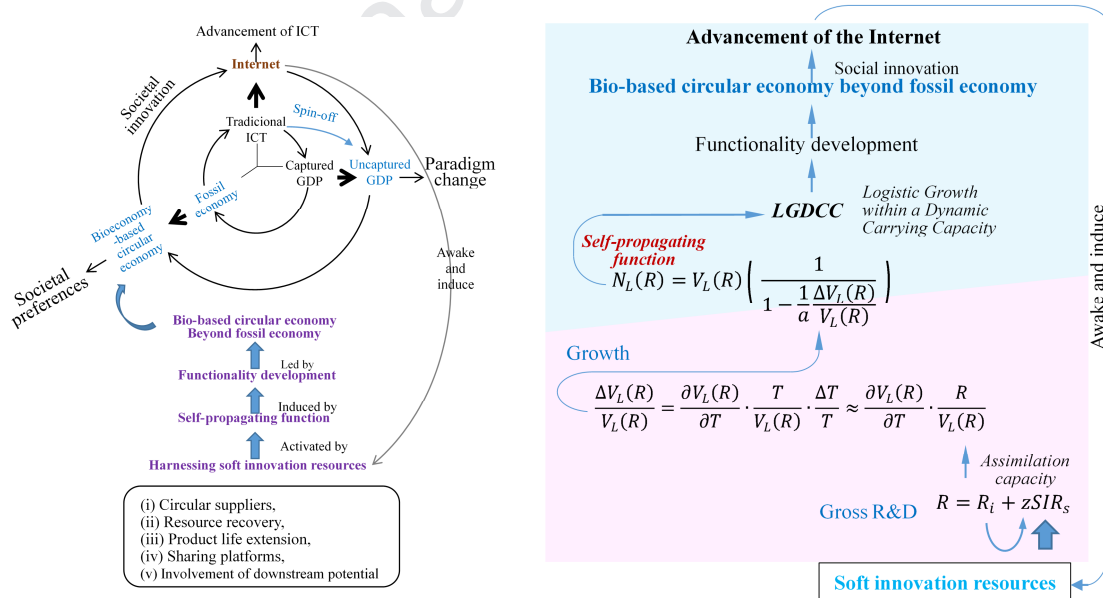 Advancement of ICT
Internet
Societal
innovation
Spin-off
Tradicional
ICT
Captured
GDP
Uncaptured
GDP
Paradigm
change
Fossil
economy
Bioeconomy
-based
circular
economy
Societal
preferences
Awake
and
induce
Bio-based circular economy
Beyond fossil economy
Led by
Functionality development
Induced by
Self-propagating function
Activated by
Harnessing soft innovation resources
(i) Circular suppliers,
(ii) Resource recovery,
(iii) Product life extension,
(iv) Sharing platforms,
(v) Involvement of downstream potential
Advancement of the Internet
Social innovation
Bio-based circular economy beyond fossil economy
Functionality development
LGDCC
Logistic Growth
within a Dynamic
Carrying Capacity
Self-propagating
function
N_L(R) = V_L(R) ( 1 / (1 − (1/a) (ΔV_L(R) / V_L(R))) )
Growth
ΔV_L(R) / V_L(R) = ∂V_L(R) / ∂T · T / V_L(R) · ΔT / T ≈ ∂V_L(R) / ∂T · R / V_L(R)
Assimilation
capacity
Gross R&D
R = R_i + zSIR_s
Awake and induce
Soft innovation resources